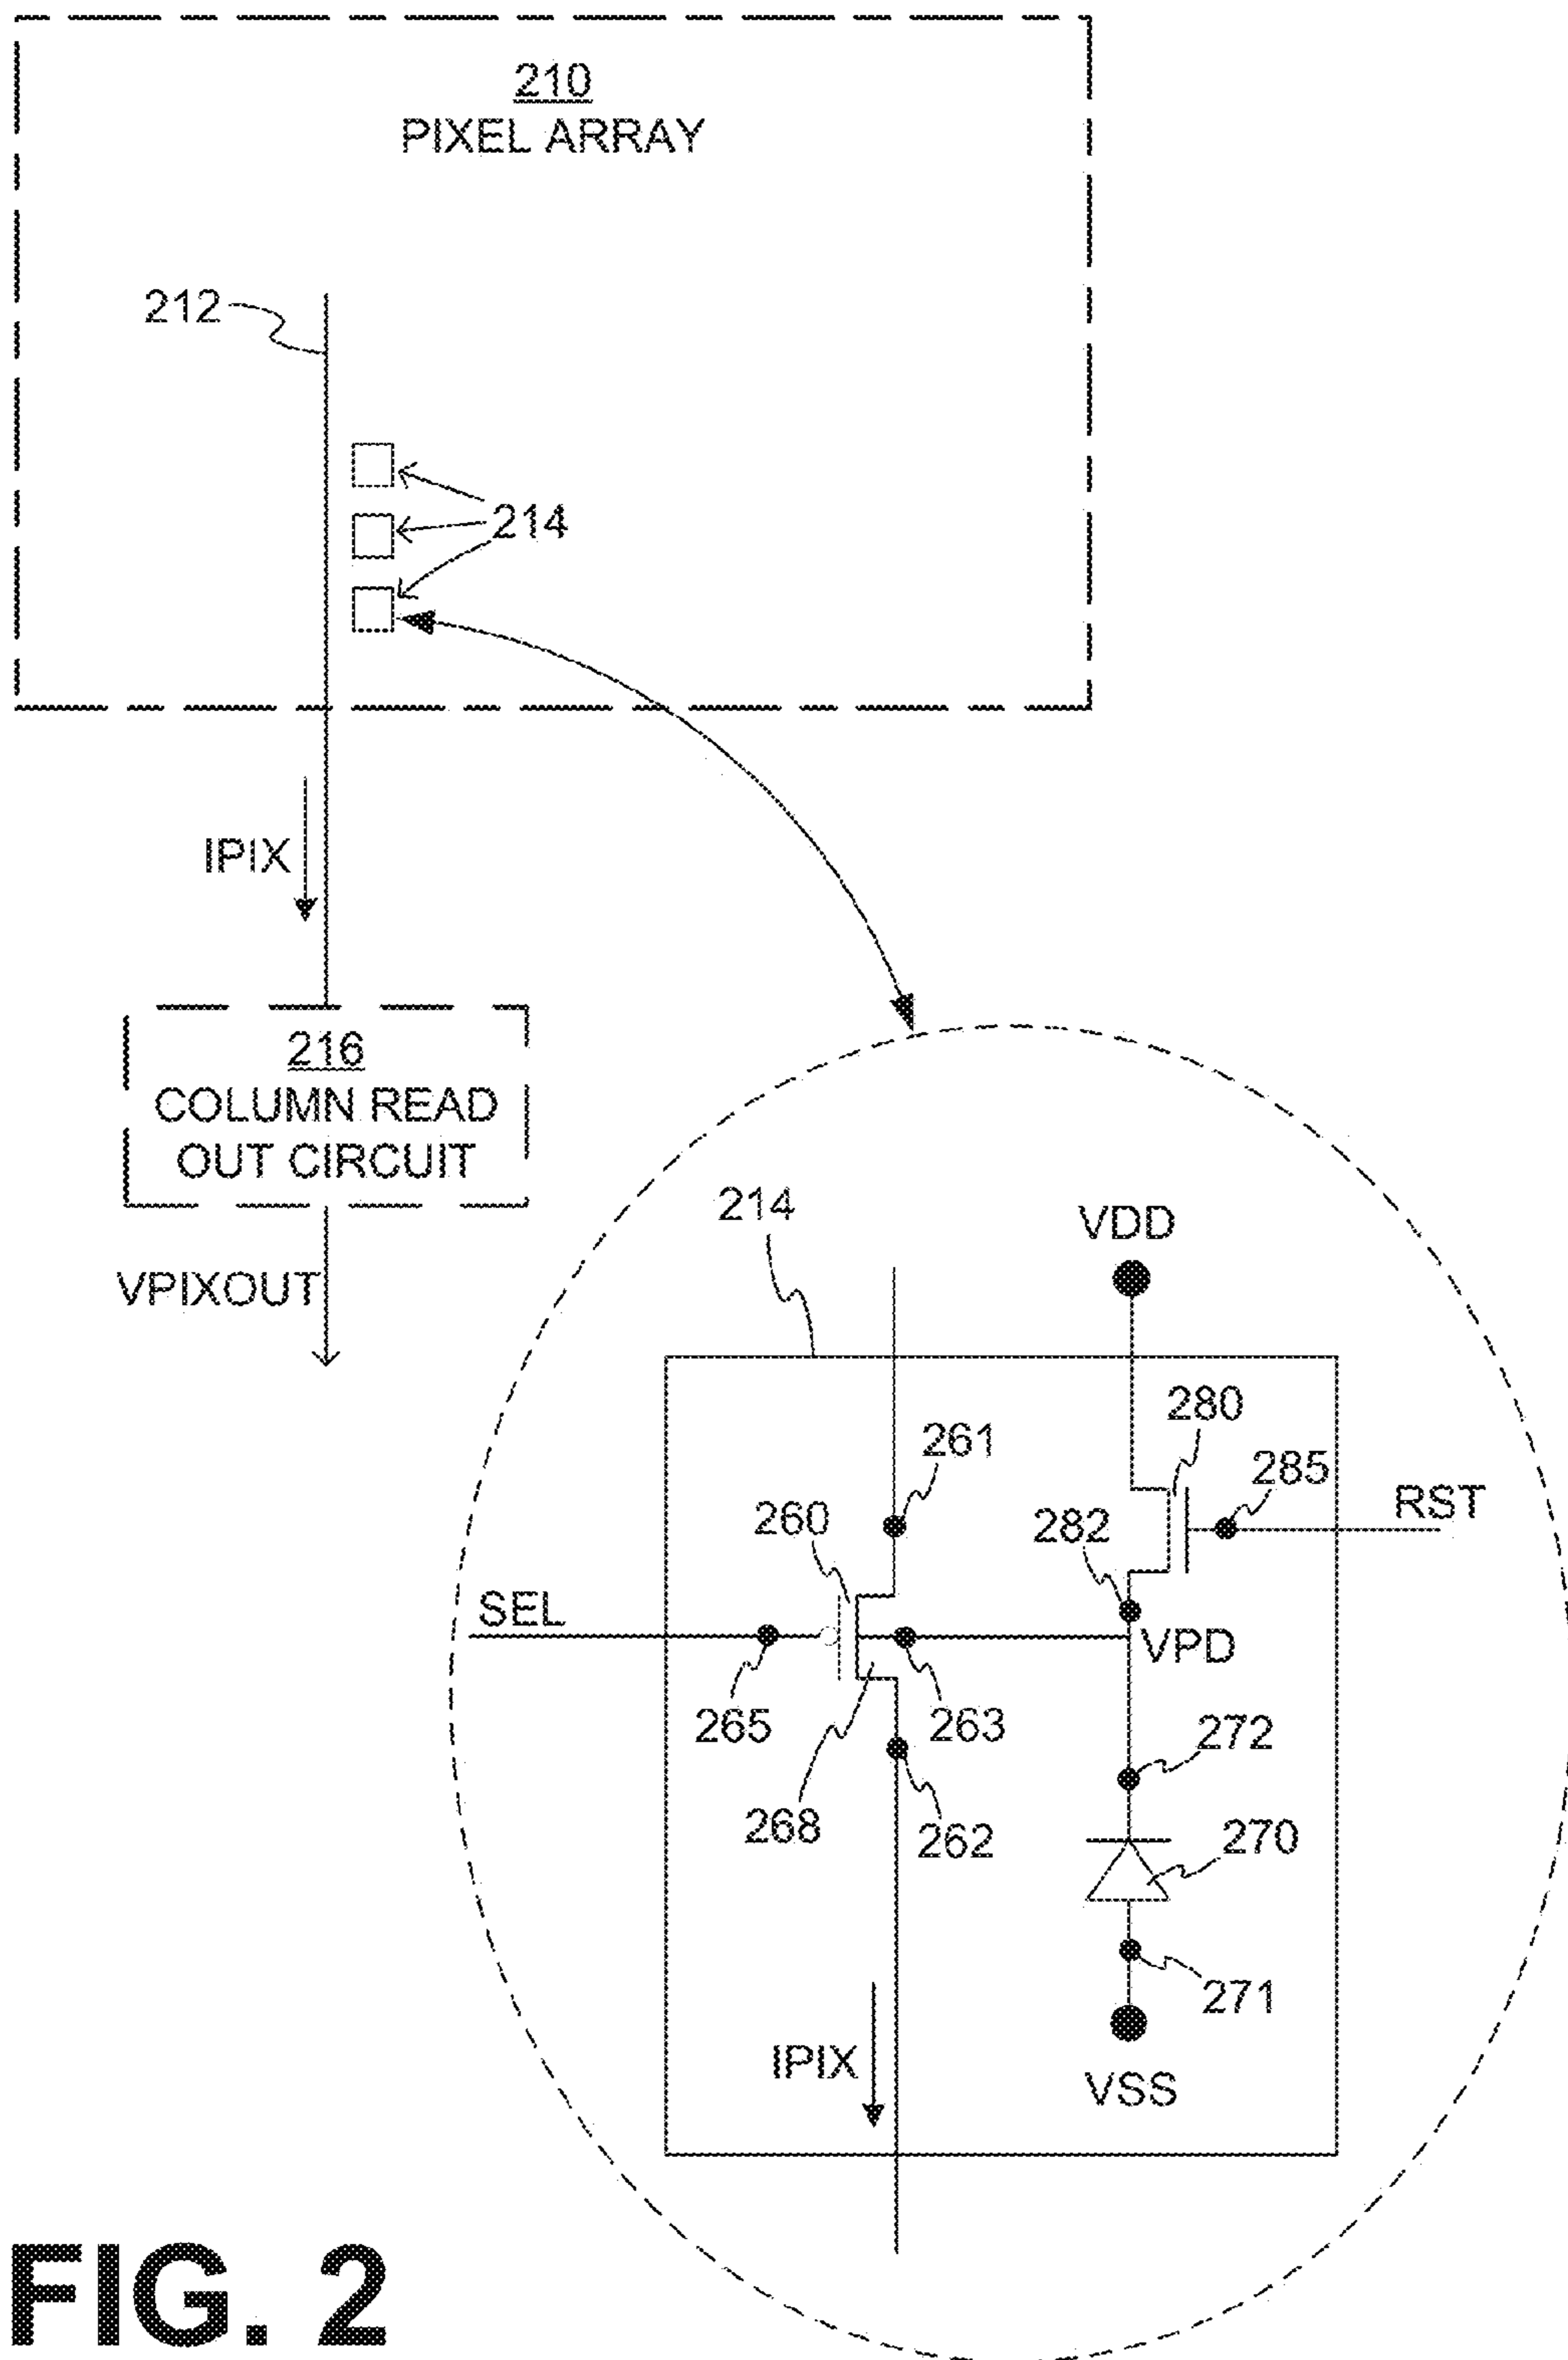 210
PIXEL ARRAY
212
214
IPIX
216
COLUMN READ
OUT CIRCUIT
VPIXOUT
214
VDD
280
261
285
RST
260
282
SEL
VPD
265
263
272
268
262
270
271
IPIX
VSS
FIG. 2